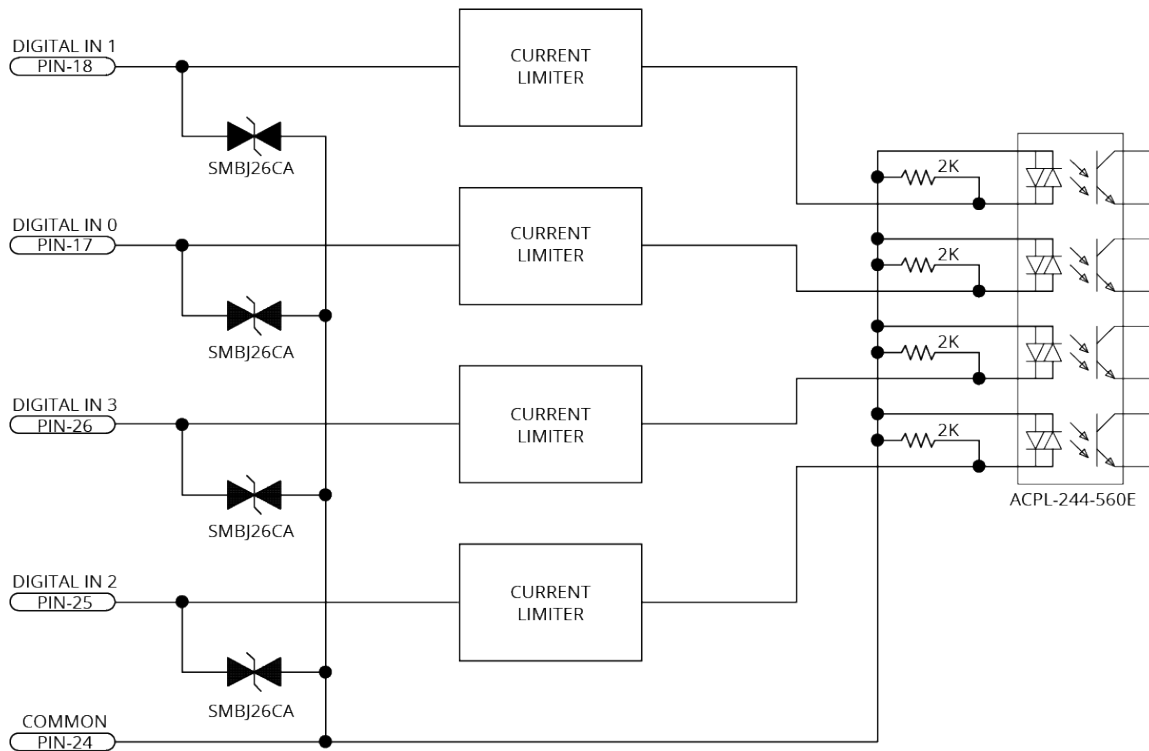 DIGITAL IN 1
PIN-18
CURRENT
LIMITER
SMBJ26CA
2K
DIGITAL IN 0
PIN-17
CURRENT
LIMITER
SMBJ26CA
2K
2K
DIGITAL IN 3
PIN-26
CURRENT
LIMITER
SMBJ26CA
2K
ACPL-244-560E
DIGITAL IN 2
PIN-25
CURRENT
LIMITER
SMBJ26CA
COMMON
PIN-24